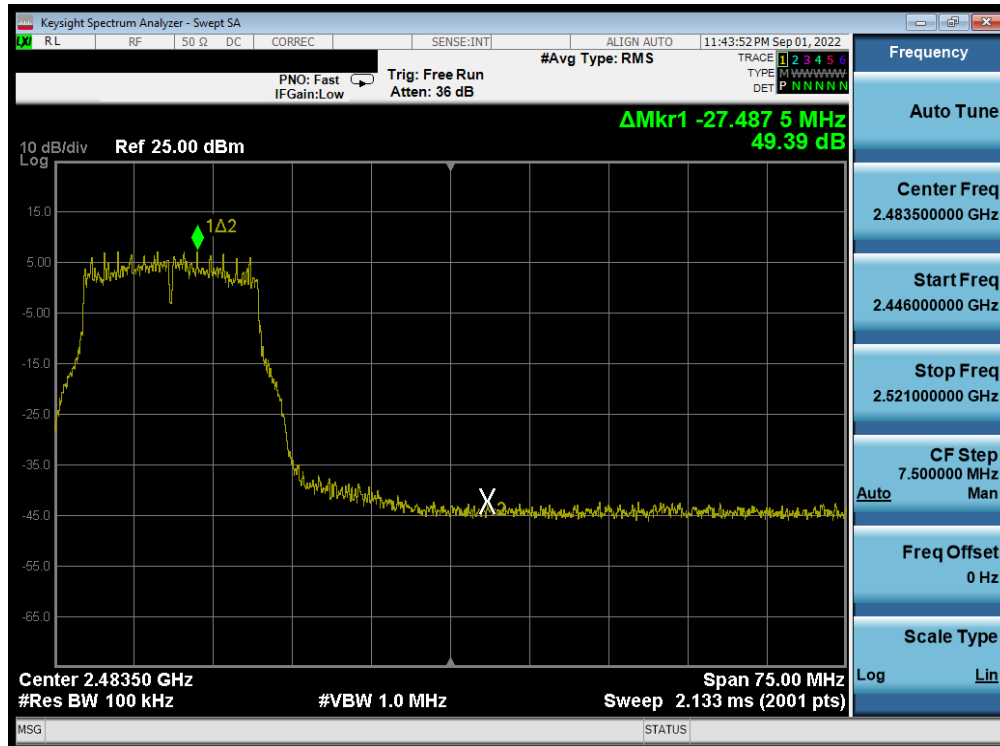 Keysight Spectrum Analyzer - Swept SA
LXI RL RF 50 Ω DC CORREC SENSE:INT ALIGN AUTO 11:43:52 PM Sep 01, 2022
PNO: Fast
IFGain:Low
Trig: Free Run
Atten: 36 dB
#Avg Type: RMS
TRACE 1 2 3 4 5 6
TYPE M WWWWW
DET P N N N N N
ΔMkr1 -27.487 5 MHz
49.39 dB
10 dB/div Ref 25.00 dBm
Log
15.0
5.00
-5.00
-15.0
-25.0
-35.0
-45.0
-55.0
-65.0
1Δ2
X2
Center 2.48350 GHz Span 75.00 MHz
#Res BW 100 kHz #VBW 1.0 MHz Sweep 2.133 ms (2001 pts)
MSG STATUS
Frequency
Auto Tune
Center Freq
2.483500000 GHz
Start Freq
2.446000000 GHz
Stop Freq
2.521000000 GHz
CF Step
7.500000 MHz
Auto Man
Freq Offset
0 Hz
Scale Type
Log Lin